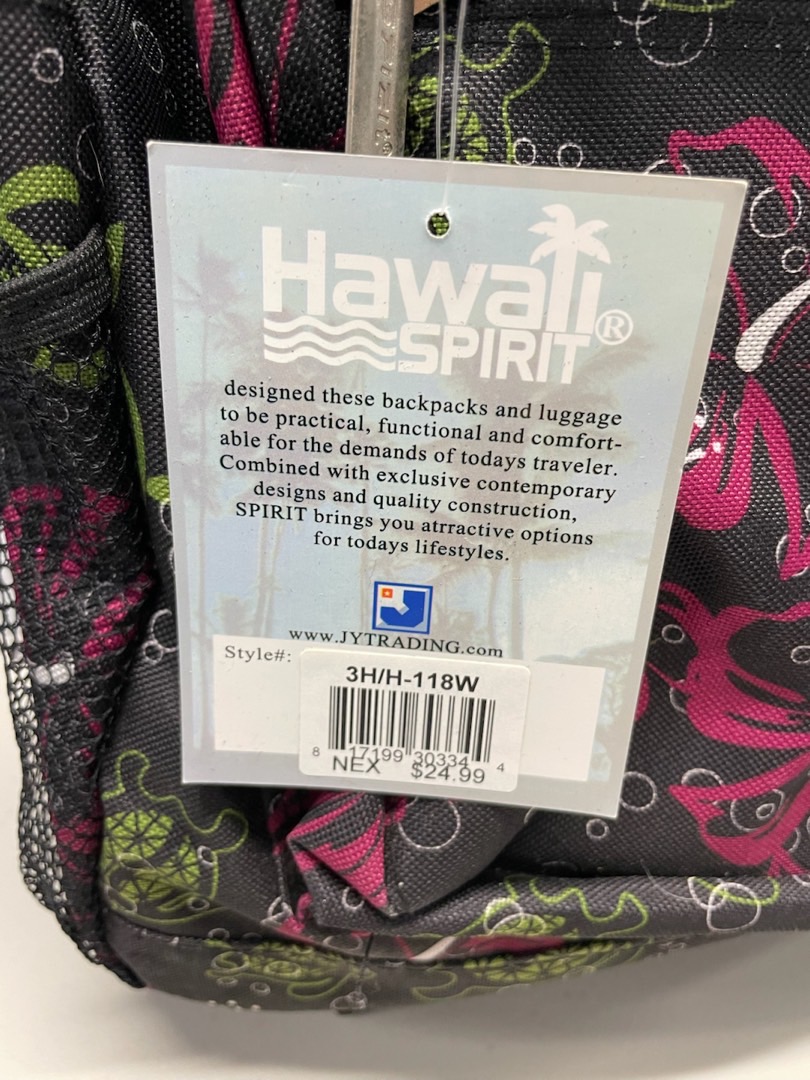 Hawaii
SPIRIT®
designed these backpacks and luggage
to be practical, functional and comfort-
able for the demands of todays traveler.
Combined with exclusive contemporary
designs and quality construction,
SPIRIT brings you atrractive options
for todays lifestyles.
www.JYTRADING.com
Style#:
3H/H-118W
8 17199 30334 4
NEX $24.99